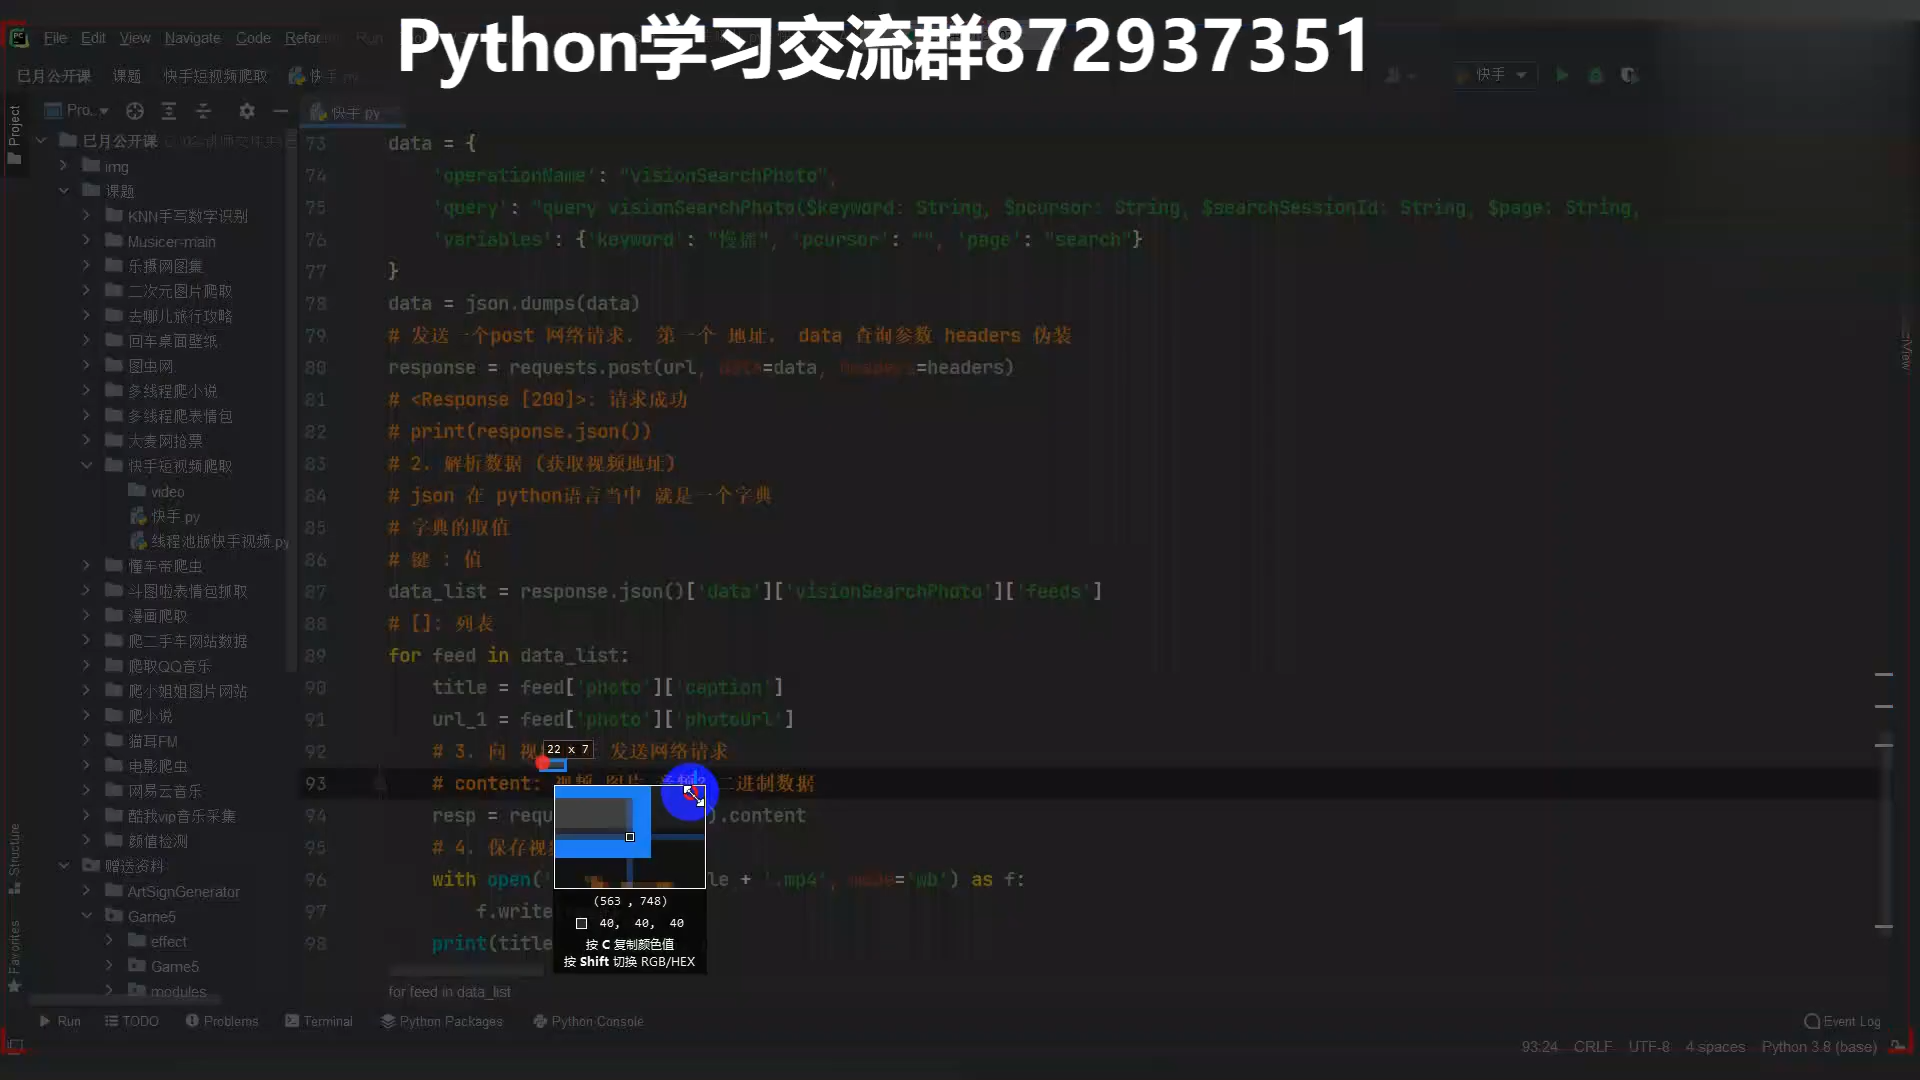 Python学习交流群872937351
File Edit View Navigate Code Refactor Run
巳月公开课 课题 快手短视频爬取 快手
快手
Project
Pro...
快手.py
巳月公开课
img
课题
KNN手写数字识别
Musicer-main
乐摄网图集
二次元图片爬取
去哪儿旅行攻略
回车桌面壁纸
图虫网
多线程爬小说
多线程爬表情包
大麦网抢票
快手短视频爬取
video
快手.py
线程池版快手视频.py
懂车帝爬虫
斗图啦表情包抓取
漫画爬取
爬二手车网站数据
爬取QQ音乐
爬小姐姐图片网站
爬小说
猫耳FM
电影爬虫
网易云音乐
酷我vip音乐采集
颜值检测
赠送资料
ArtSignGenerator
Game5
effect
Game5
modules
Structure
Favorites
73 data = {
74 'operationName': "visionSearchPhoto",
75 'query': "query visionSearchPhoto($keyword: String, $pcursor: String, $searchSessionId: String, $page: String,
76 'variables': {'keyword': "慢摇", 'pcursor': "", 'page': "search"}
77 }
78 data = json.dumps(data)
79 # 发送 一个post 网络请求. 第一个 地址. data 查询参数 headers 伪装
80 response = requests.post(url, data=data, headers=headers)
81 # <Response [200]>: 请求成功
82 # print(response.json())
83 # 2. 解析数据 (获取视频地址)
84 # json 在 python语言当中 就是一个字典
85 # 字典的取值
86 # 键 : 值
87 data_list = response.json()['data']['visionSearchPhoto']['feeds']
88 # []: 列表
89 for feed in data_list:
90 title = feed['photo']['caption']
91 url_1 = feed['photo']['photoUrl']
92 # 3. 向 发送网络请求
93 # content: 视频 图片 音频? 二进制数据
94 resp = requ ).content
95 # 4. 保存视
96 with open(' le + '.mp4', mode='wb') as f:
97 f.write
98 print(title
22 x 7
(563 , 748)
40, 40, 40
按 C 复制颜色值
按 Shift 切换 RGB/HEX
for feed in data_list
Run TODO Problems Terminal Python Packages Python Console
Event Log
93:24 CRLF UTF-8 4 spaces Python 3.8 (base)